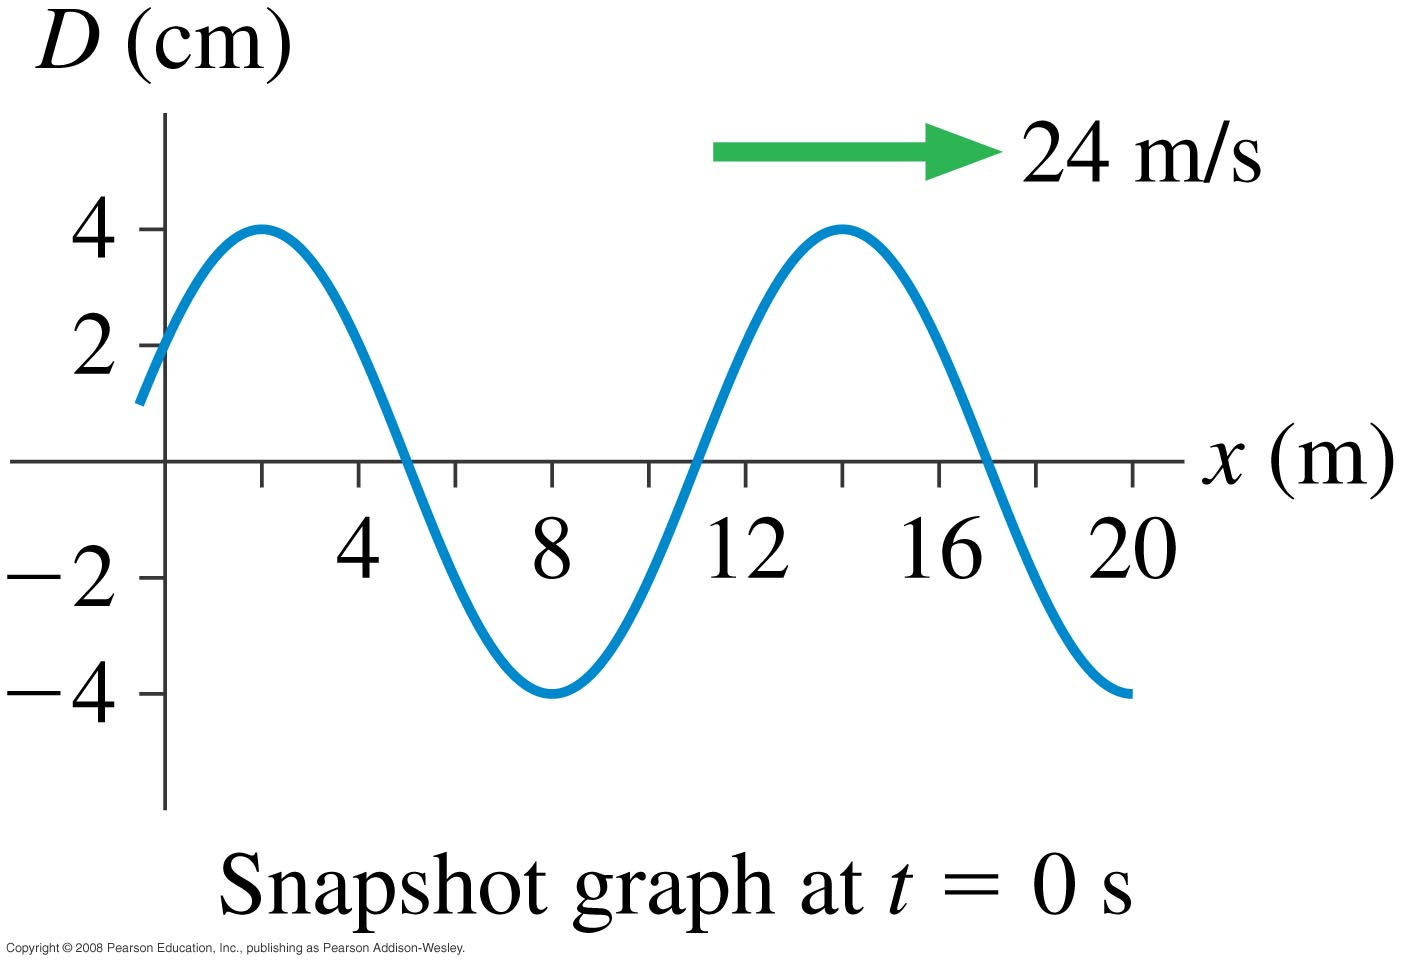 D (cm)
24 m/s
4
2
x (m)
4 8 12 16 20
−2
−4
Snapshot graph at t = 0 s
Copyright © 2008 Pearson Education, Inc., publishing as Pearson Addison-Wesley.